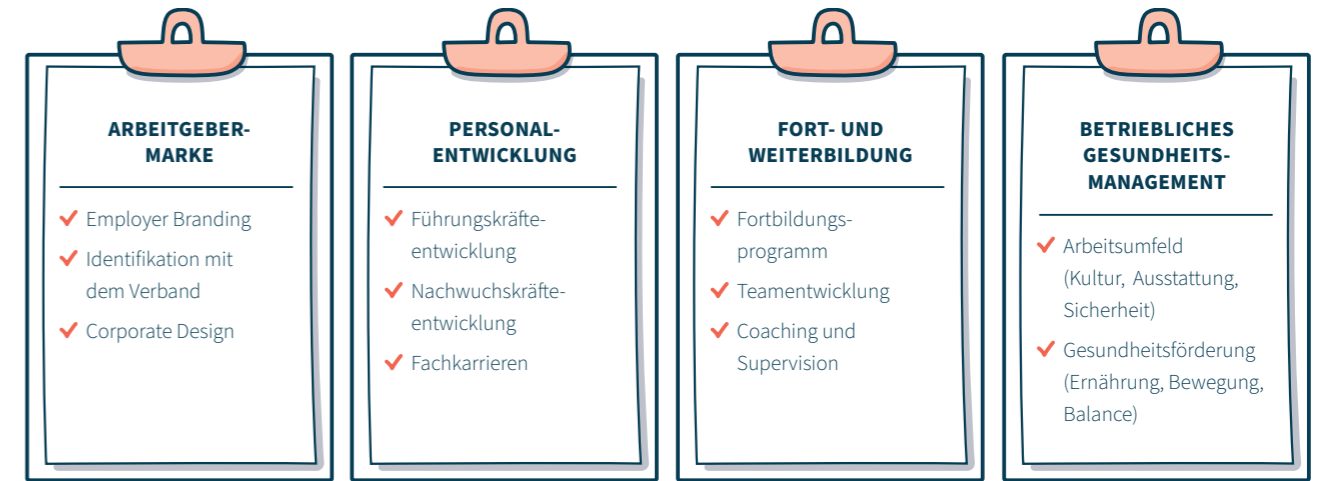 ARBEITGEBER-
MARKE
Employer Branding
Identifikation mit
dem Verband
Corporate Design
PERSONAL-
ENTWICKLUNG
Führungskräfte-
entwicklung
Nachwuchskräfte-
entwicklung
Fachkarrieren
FORT- UND
WEITERBILDUNG
Fortbildungs-
programm
Teamentwicklung
Coaching und
Supervision
BETRIEBLICHES
GESUNDHEITS-
MANAGEMENT
Arbeitsumfeld
(Kultur, Ausstattung,
Sicherheit)
Gesundheitsförderung
(Ernährung, Bewegung,
Balance)